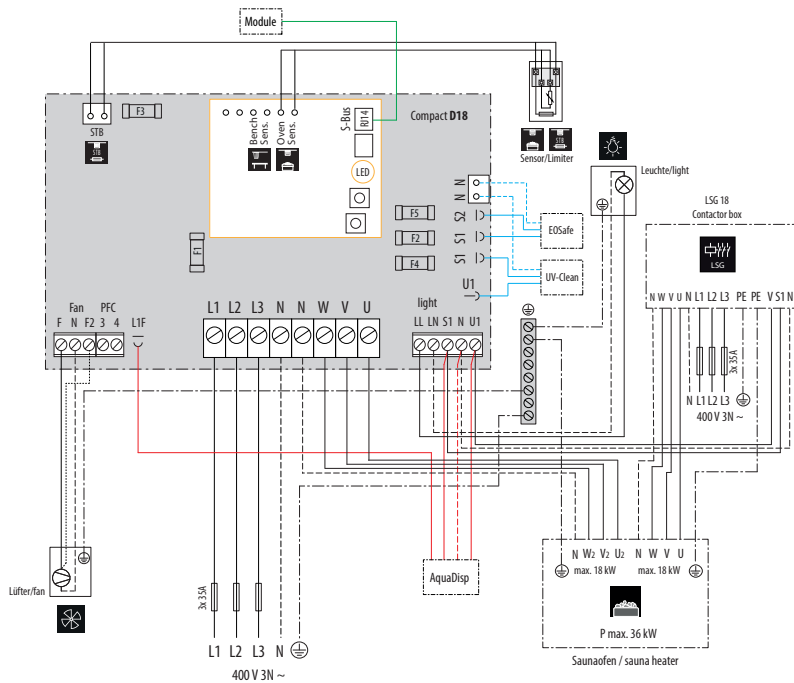 Module
Compact D18
STB
STB
F3
Bench
Sens.
Oven
Sens.
S-Bus
RJ14
LED
STB
Sensor/Limiter
Leuchte/light
LSG 18
Contactor box
LSG
N W V U N L1 L2 L3 PE PE V S1 N
3x 35A
N L1 L2 L3
400 V 3N ~
N
N
S2
S1
S1
U1
F5
F2
F4
F1
EOSafe
UV-Clean
Fan PFC
F N F2 3 4 L1F
L1 L2 L3 N N W V U
light
LL LN S1 N U1
Lüfter/fan
3x 35A
L1 L2 L3 N
400 V 3N ~
AquaDisp
N W2 V2 U2 N W V U
max. 18 kW max. 18 kW
P max. 36 kW
Saunaofen / sauna heater